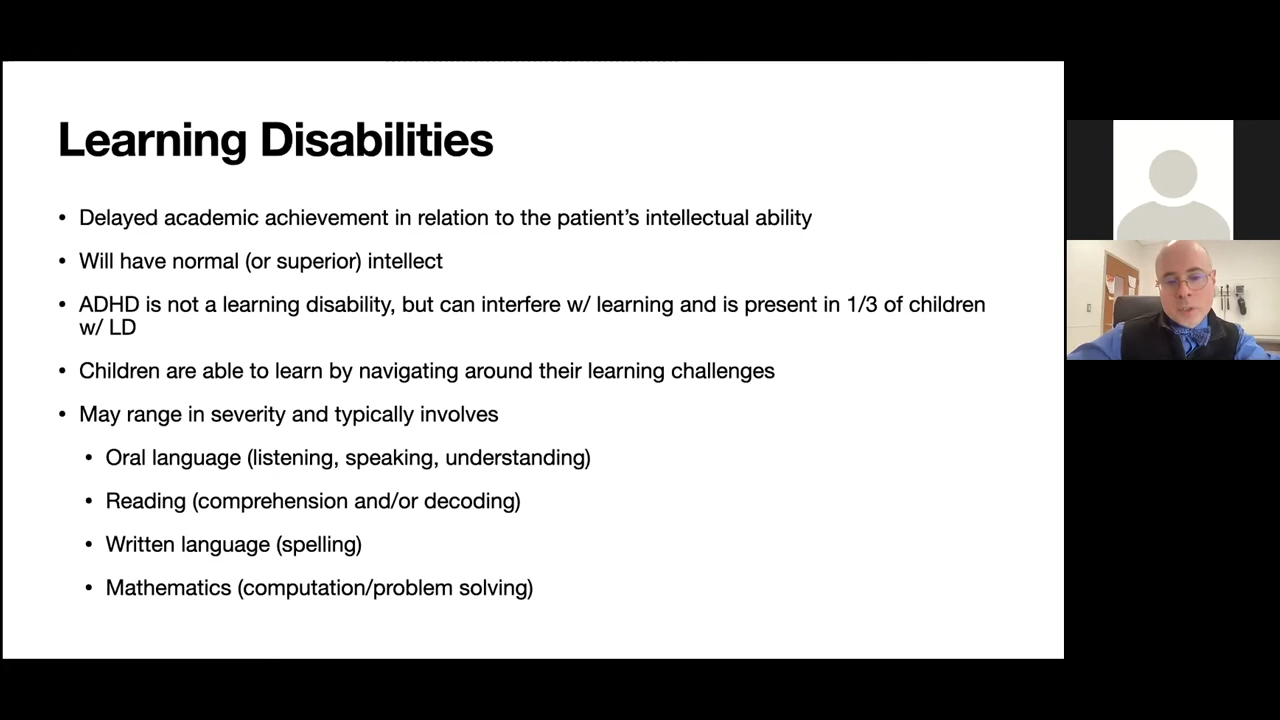 Learning Disabilities
• Delayed academic achievement in relation to the patient’s intellectual ability
• Will have normal (or superior) intellect
• ADHD is not a learning disability, but can interfere w/ learning and is present in 1/3 of children
w/ LD
• Children are able to learn by navigating around their learning challenges
• May range in severity and typically involves
• Oral language (listening, speaking, understanding)
• Reading (comprehension and/or decoding)
• Written language (spelling)
• Mathematics (computation/problem solving)